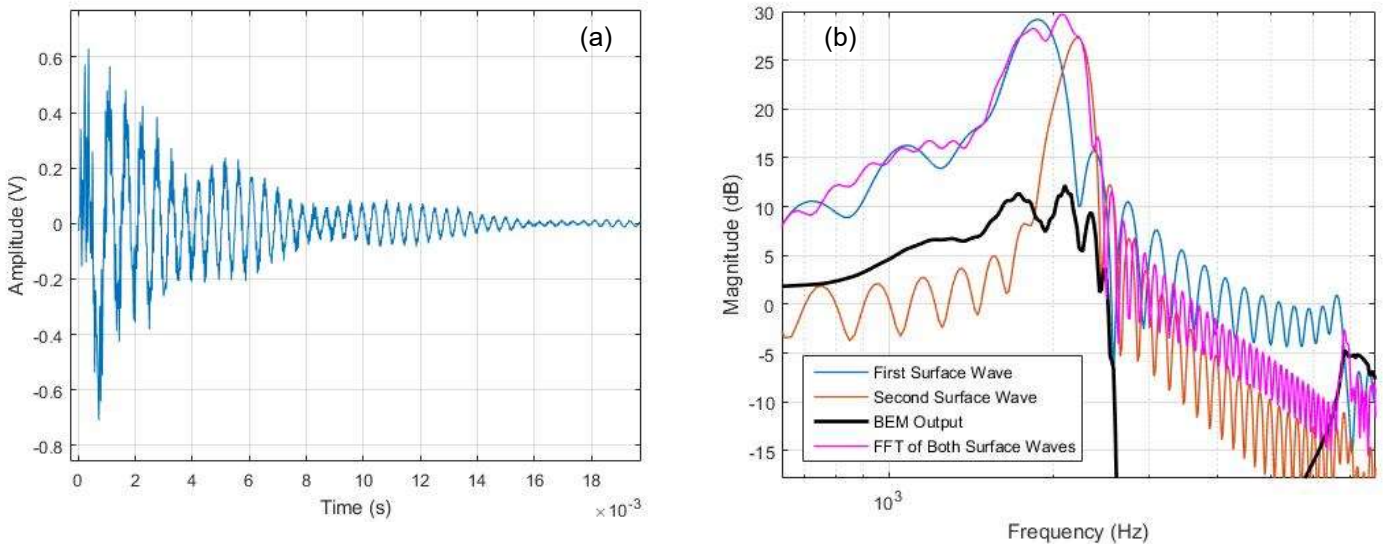 (a)
Amplitude (V)
0.6
0.4
0.2
0
-0.2
-0.4
-0.6
-0.8
0 2 4 6 8 10 12 14 16 18
Time (s)
× 10⁻³
(b)
Magnitude (dB)
30
25
20
15
10
5
0
-5
-10
-15
First Surface Wave
Second Surface Wave
BEM Output
FFT of Both Surface Waves
10³
Frequency (Hz)